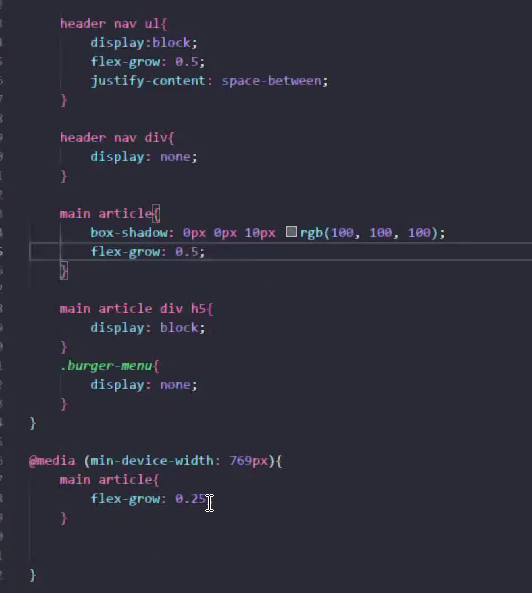 header nav ul{
display:block;
flex-grow: 0.5;
justify-content: space-between;
}
header nav div{
display: none;
}
main article{
box-shadow: 0px 0px 10px rgb(100, 100, 100);
flex-grow: 0.5;
}
main article div h5{
display: block;
}
.burger-menu{
display: none;
}
}
@media (min-device-width: 769px){
main article{
flex-grow: 0.25
}
}